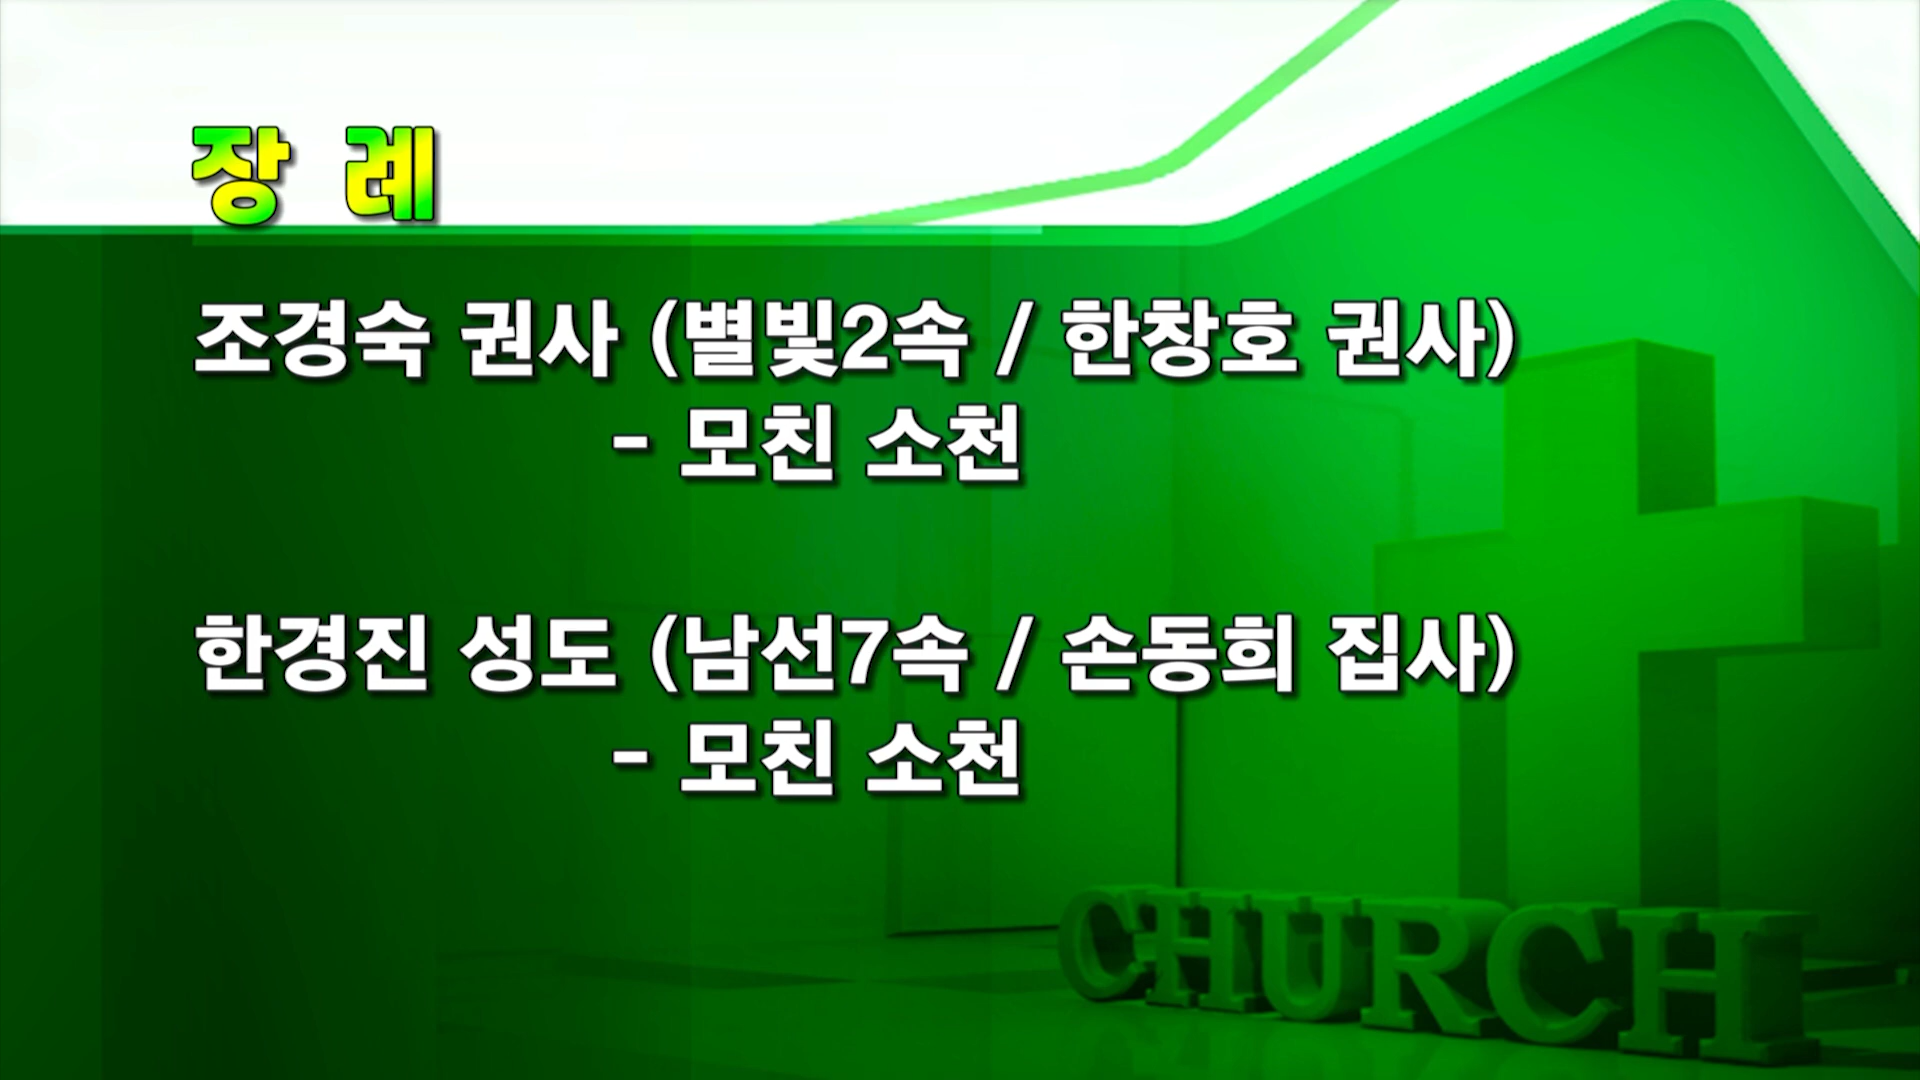 장 례
조경숙 권사 (별빛2속 / 한창호 권사)
- 모친 소천
한경진 성도 (남선7속 / 손동희 집사)
- 모친 소천
CHURCH